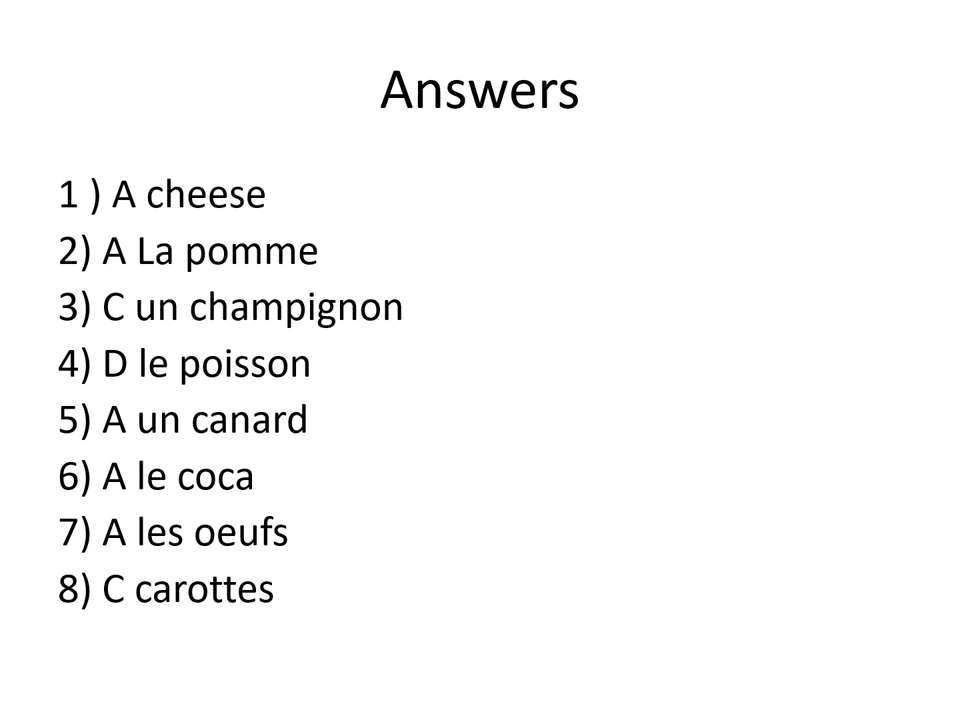 Answers
1 ) A cheese
2) A La pomme
3) C un champignon
4) D le poisson
5) A un canard
6) A le coca
7) A les oeufs
8) C carottes